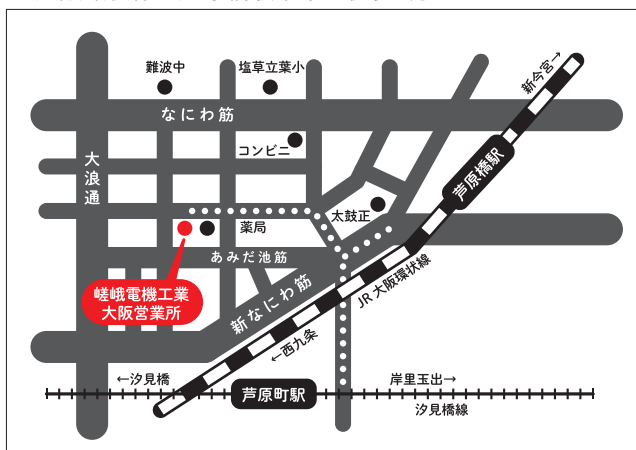 難波中
塩草立葉小
新今宮→
なにわ筋
コンビニ
大浪通
芦原橋駅
太鼓正
薬局
あみだ池筋
嵯峨電機工業
大阪営業所
新なにわ筋
JR大阪環状線
←西九条
←汐見橋
芦原町駅
岸里玉出→
汐見橋線